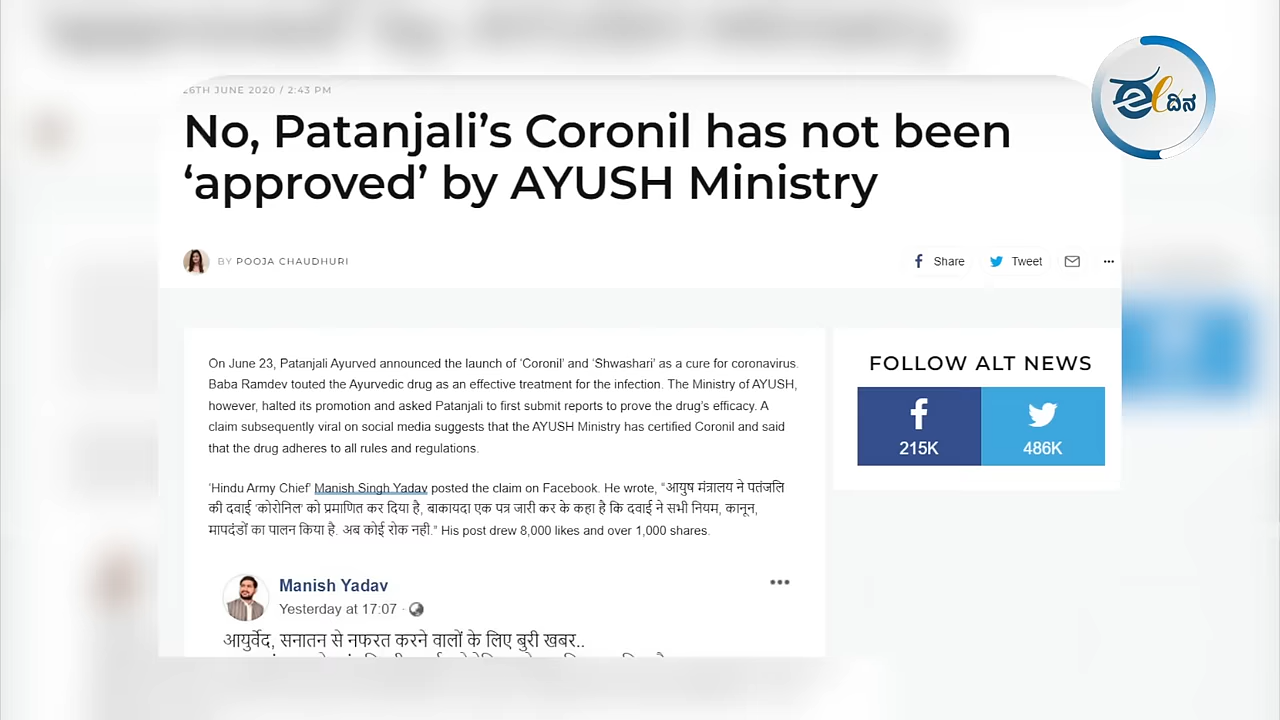 26TH JUNE 2020 / 2:43 PM
No, Patanjali's Coronil has not been
'approved' by AYUSH Ministry
BY POOJA CHAUDHURI
Share Tweet
On June 23, Patanjali Ayurved announced the launch of 'Coronil' and 'Shwashari' as a cure for coronavirus.
Baba Ramdev touted the Ayurvedic drug as an effective treatment for the infection. The Ministry of AYUSH,
however, halted its promotion and asked Patanjali to first submit reports to prove the drug's efficacy. A
claim subsequently viral on social media suggests that the AYUSH Ministry has certified Coronil and said
that the drug adheres to all rules and regulations.
'Hindu Army Chief' Manish Singh Yadav posted the claim on Facebook. He wrote, "आयुष मंत्रालय ने पतंजलि
की दवाई 'कोरोनिल' को प्रमाणित कर दिया है, बाकायदा एक पत्र जारी कर के कहा है कि दवाई ने सभी नियम, कानून,
मापदंडों का पालन किया है. अब कोई रोक नही." His post drew 8,000 likes and over 1,000 shares.
Manish Yadav
Yesterday at 17:07
आयुर्वेद, सनातन से नफरत करने वालों के लिए बुरी खबर..
FOLLOW ALT NEWS
215K 486K
ದಿನ